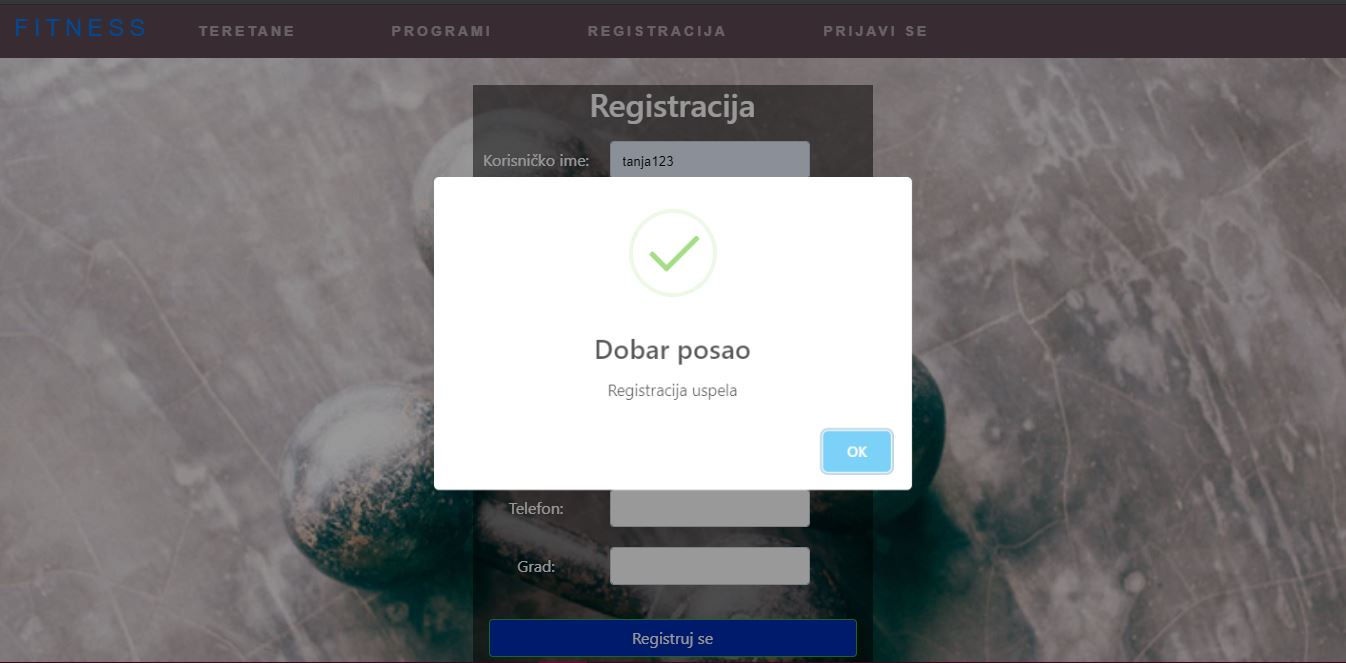 FITNESS TERETANE PROGRAMI REGISTRACIJA PRIJAVI SE
Registracija
Korisničko ime: tanja123
Dobar posao
Registracija uspela
OK
Telefon:
Grad:
Registruj se